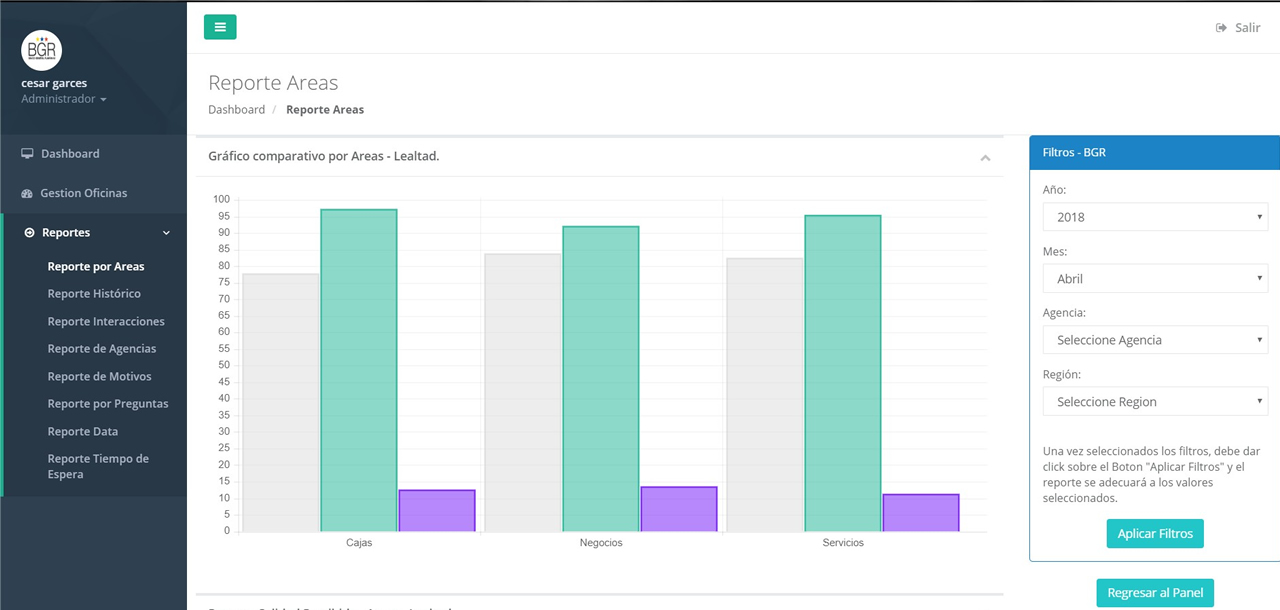 BGR
cesar garces
Administrador
Dashboard
Gestion Oficinas
Reportes
Reporte por Areas
Reporte Histórico
Reporte Interacciones
Reporte de Agencias
Reporte de Motivos
Reporte por Preguntas
Reporte Data
Reporte Tiempo de
Espera
Salir
Reporte Areas
Dashboard / Reporte Areas
Gráfico comparativo por Areas - Lealtad.
100
95
90
85
80
75
70
65
60
55
50
45
40
35
30
25
20
15
10
5
0
Cajas
Negocios
Servicios
Filtros - BGR
Año:
2018
Mes:
Abril
Agencia:
Seleccione Agencia
Región:
Seleccione Region
Una vez seleccionados los filtros, debe dar
click sobre el Boton "Aplicar Filtros" y el
reporte se adecuará a los valores
seleccionados.
Aplicar Filtros
Regresar al Panel